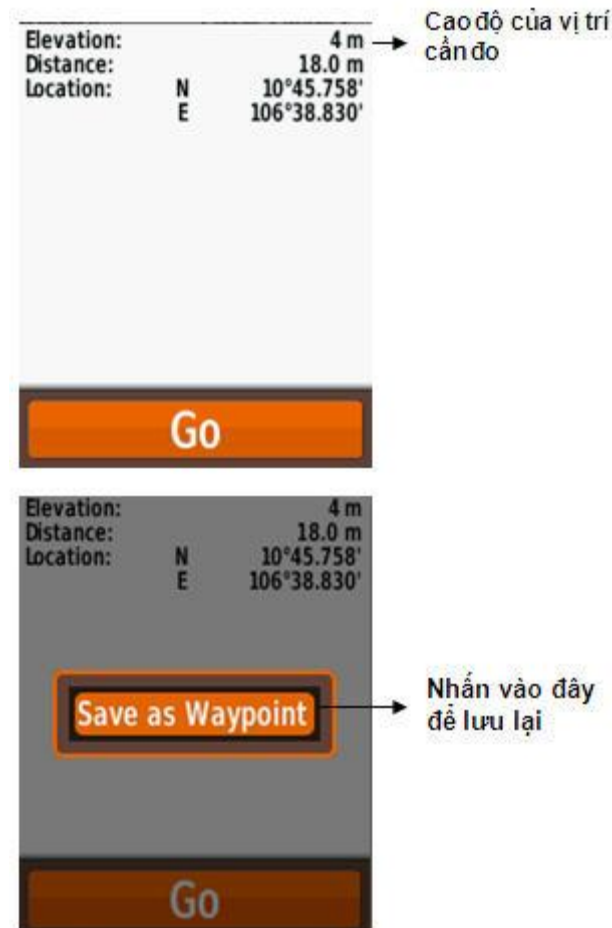 Elevation: 4 m
Cao độ của vị trí
cần đo
Distance: 18.0 m
Location: N 10°45.758'
E 106°38.830'
Go
Elevation: 4 m
Distance: 18.0 m
Location: N 10°45.758'
E 106°38.830'
Save as Waypoint
Nhấn vào đây
để lưu lại
Go